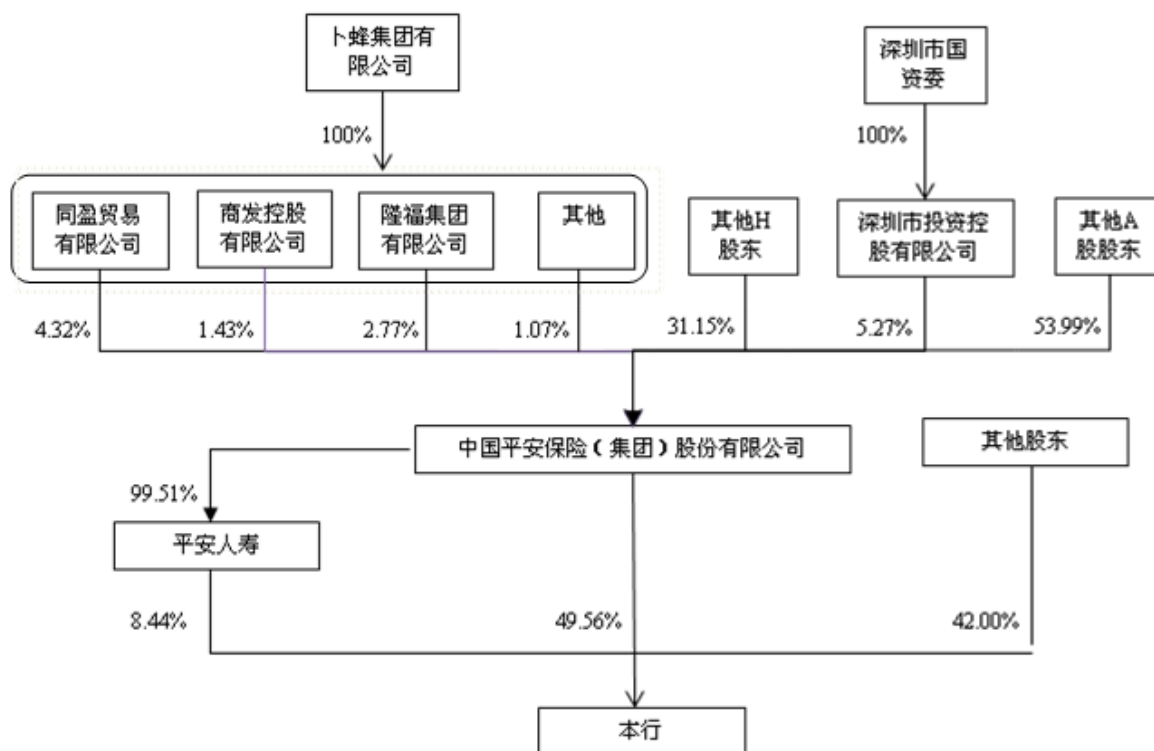 卜蜂集团有
限公司
深圳市国
资委
100%
100%
同盈贸易
有限公司
商发控股
有限公司
隆福集团
有限公司
其他
其他H
股东
深圳市投资控
股有限公司
其他A
股股东
4.32%
1.43%
2.77%
1.07%
31.15%
5.27%
53.99%
中国平安保险（集团）股份有限公司
其他股东
99.51%
平安人寿
8.44%
49.56%
42.00%
本行